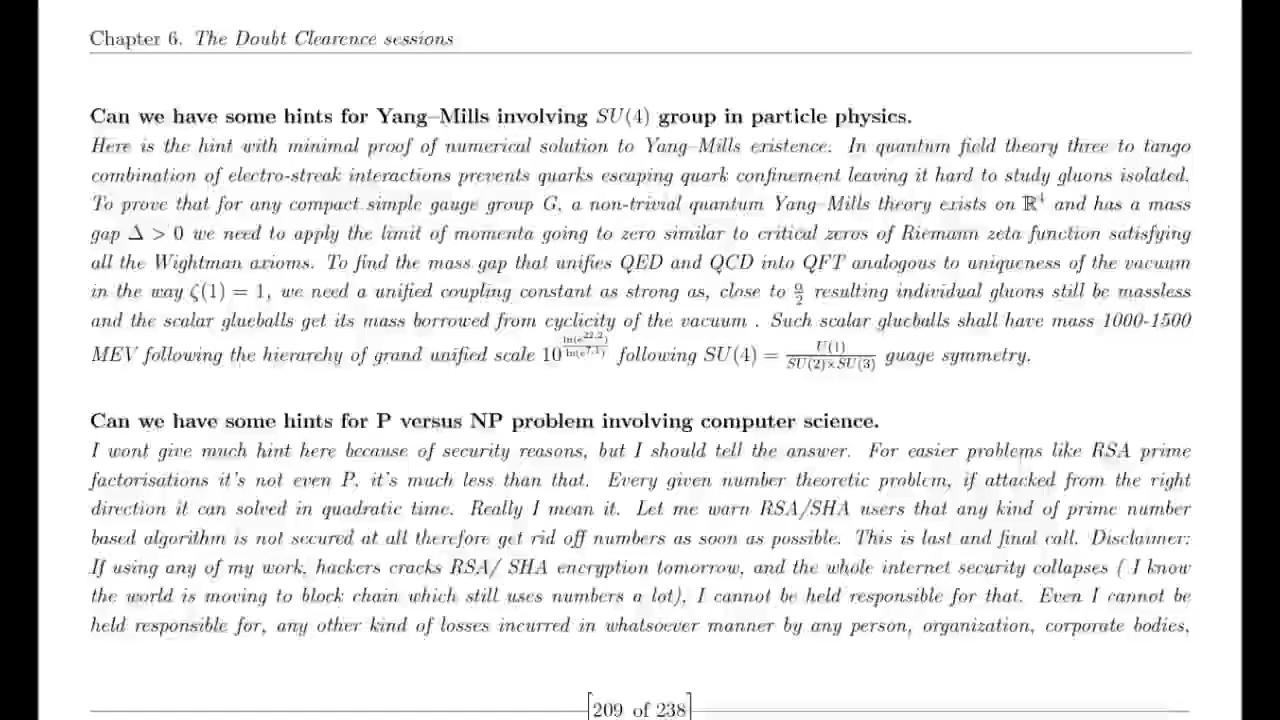 Chapter 6. The Doubt Clearence sessions
Can we have some hints for Yang–Mills involving SU(4) group in particle physics.
Here is the hint with minimal proof of numerical solution to Yang–Mills existence: In quantum field theory three to tango
combination of electro-streak interactions prevents quarks escaping quark confinement leaving it hard to study gluons isolated.
To prove that for any compact simple gauge group G, a non-trivial quantum Yang–Mills theory exists on ℝ⁴ and has a mass
gap Δ > 0 we need to apply the limit of momenta going to zero similar to critical zeros of Riemann zeta function satisfying
all the Wightman axioms. To find the mass gap that unifies QED and QCD into QFT analogous to uniqueness of the vacuum
in the way ζ(1) = 1, we need a unified coupling constant as strong as, close to α/2 resulting individual gluons still be massless
and the scalar glueballs get its mass borrowed from cyclicity of the vacuum . Such scalar glueballs shall have mass 1000-1500
MEV following the hierarchy of grand unified scale 10^(ln(e^22.2)/ln(e^7.1)) following SU(4) = U(1)/(SU(2)×SU(3)) guage symmetry.
Can we have some hints for P versus NP problem involving computer science.
I wont give much hint here because of security reasons, but I should tell the answer. For easier problems like RSA prime
factorisations it's not even P, it's much less than that. Every given number theoretic problem, if attacked from the right
direction it can solved in quadratic time. Really I mean it. Let me warn RSA/SHA users that any kind of prime number
based algorithm is not secured at all therefore get rid off numbers as soon as possible. This is last and final call. Disclaimer:
If using any of my work, hackers cracks RSA/ SHA encryption tomorrow, and the whole internet security collapses ( I know
the world is moving to block chain which still uses numbers a lot), I cannot be held responsible for that. Even I cannot be
held responsible for, any other kind of losses incurred in whatsoever manner by any person, organization, corporate bodies,
[209 of 238]